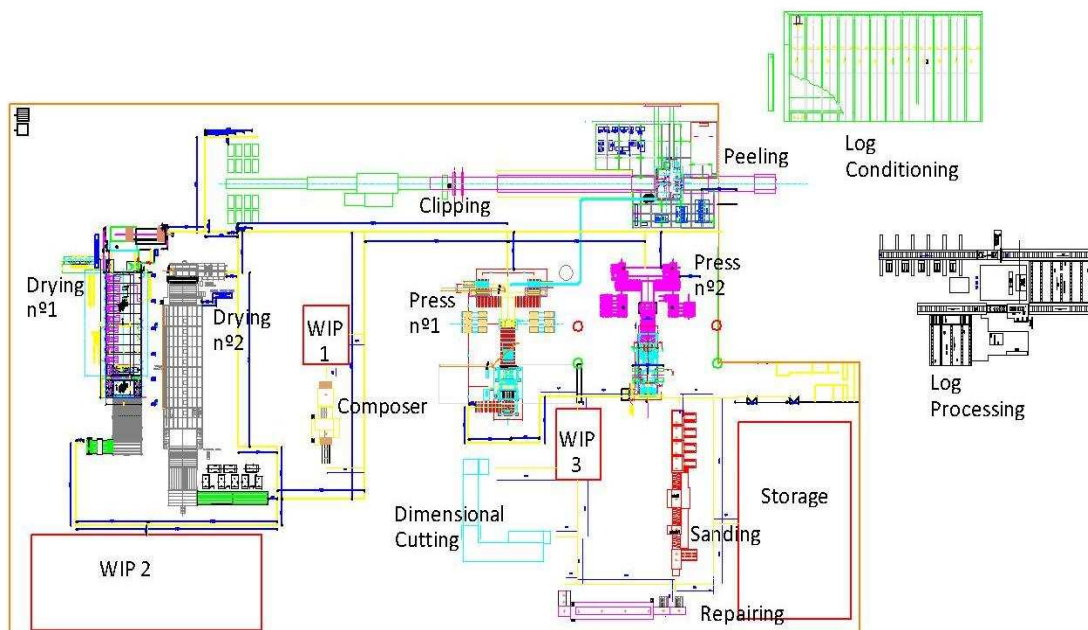 Log
Conditioning
Peeling
Clipping
Drying
nº1
Drying
nº2
WIP
1
Press
nº1
Press
nº2
Composer
Log
Processing
WIP
3
Dimensional
Cutting
Storage
Sanding
WIP 2
Repairing